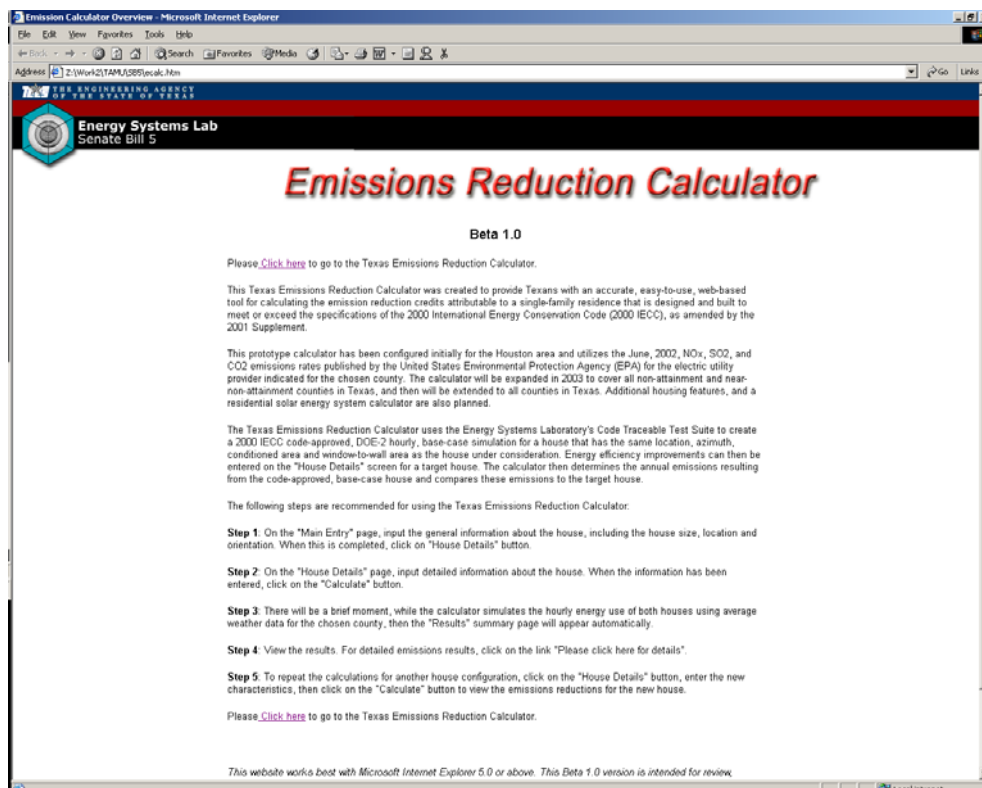 Emission Calculator Overview - Microsoft Internet Explorer
File Edit View Favorites Tools Help
Back Search Favorites Media
Address Z:\Work2\TAMU\SB5\ecalc.htm Go Links
THE ENGINEERING AGENCY
OF THE STATE OF TEXAS
Energy Systems Lab
Senate Bill 5
Emissions Reduction Calculator
Beta 1.0
Please Click here to go to the Texas Emissions Reduction Calculator.
This Texas Emissions Reduction Calculator was created to provide Texans with an accurate, easy-to-use, web-based
tool for calculating the emission reduction credits attributable to a single-family residence that is designed and built to
meet or exceed the specifications of the 2000 International Energy Conservation Code (2000 IECC), as amended by the
2001 Supplement.
This prototype calculator has been configured initially for the Houston area and utilizes the June, 2002, NOx, SO2, and
CO2 emissions rates published by the United States Environmental Protection Agency (EPA) for the electric utility
provider indicated for the chosen county. The calculator will be expanded in 2003 to cover all non-attainment and near-
non-attainment counties in Texas, and then will be extended to all counties in Texas. Additional housing features, and a
residential solar energy system calculator are also planned.
The Texas Emissions Reduction Calculator uses the Energy Systems Laboratory's Code Traceable Test Suite to create
a 2000 IECC code-approved, DOE-2 hourly, base-case simulation for a house that has the same location, azimuth,
conditioned area and window-to-wall area as the house under consideration. Energy efficiency improvements can then be
entered on the "House Details" screen for a target house. The calculator then determines the annual emissions resulting
from the code-approved, base-case house and compares these emissions to the target house.
The following steps are recommended for using the Texas Emissions Reduction Calculator:
Step 1: On the "Main Entry" page, input the general information about the house, including the house size, location and
orientation. When this is completed, click on "House Details" button.
Step 2: On the "House Details" page, input detailed information about the house. When the information has been
entered, click on the "Calculate" button.
Step 3: There will be a brief moment, while the calculator simulates the hourly energy use of both houses using average
weather data for the chosen county, then the "Results" summary page will appear automatically.
Step 4: View the results. For detailed emissions results, click on the link "Please click here for details".
Step 5: To repeat the calculations for another house configuration, click on the "House Details" button, enter the new
characteristics, then click on the "Calculate" button to view the emissions reductions for the new house.
Please Click here to go to the Texas Emissions Reduction Calculator.
This website works best with Microsoft Internet Explorer 5.0 or above. This Beta 1.0 version is intended for review,